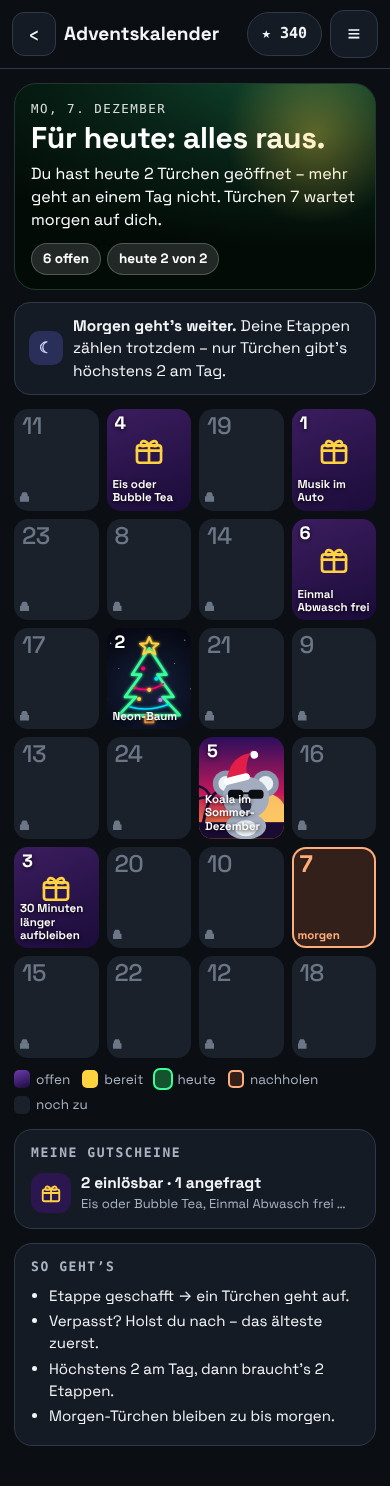 < Adventskalender ★ 340 ≡
MO, 7. DEZEMBER
Für heute: alles raus.
Du hast heute 2 Türchen geöffnet – mehr
geht an einem Tag nicht. Türchen 7 wartet
morgen auf dich.
6 offen heute 2 von 2
Morgen geht's weiter. Deine Etappen
zählen trotzdem – nur Türchen gibt's
höchstens 2 am Tag.
11
4
Eis oder
Bubble Tea
19
1
Musik im
Auto
23
8
14
6
Einmal
Abwasch frei
17
2
Neon-Baum
21
9
13
24
5
Koala im
Sommer-
Dezember
16
3
30 Minuten
länger
aufbleiben
20
10
7
morgen
15
22
12
18
offen bereit heute nachholen
noch zu
MEINE GUTSCHEINE
2 einlösbar · 1 angefragt
Eis oder Bubble Tea, Einmal Abwasch frei …
SO GEHT'S
• Etappe geschafft → ein Türchen geht auf.
• Verpasst? Holst du nach – das älteste
zuerst.
• Höchstens 2 am Tag, dann braucht's 2
Etappen.
• Morgen-Türchen bleiben zu bis morgen.